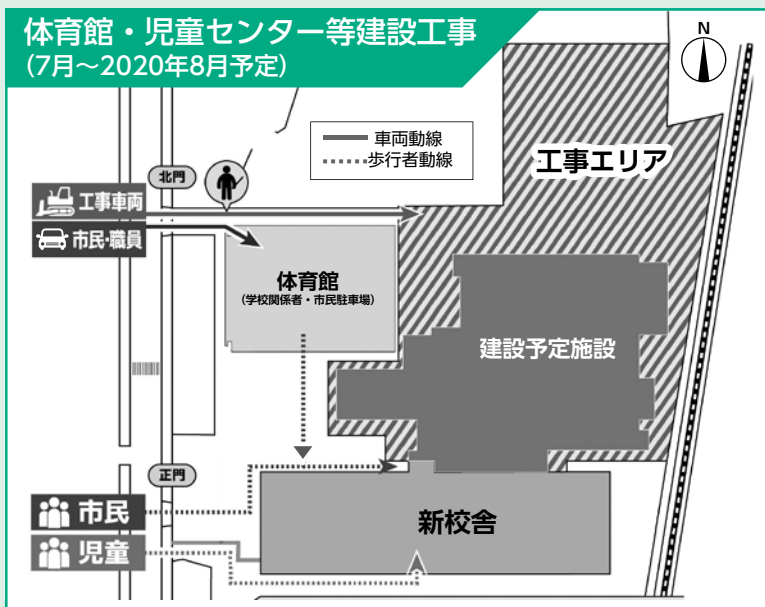 体育館・児童センター等建設工事
(7月～2020年8月予定)
N
車両動線
歩行者動線
工事エリア
北門
工事車両
市民・職員
体育館
(学校関係者・市民駐車場)
建設予定施設
正門
市民
新校舎
児童